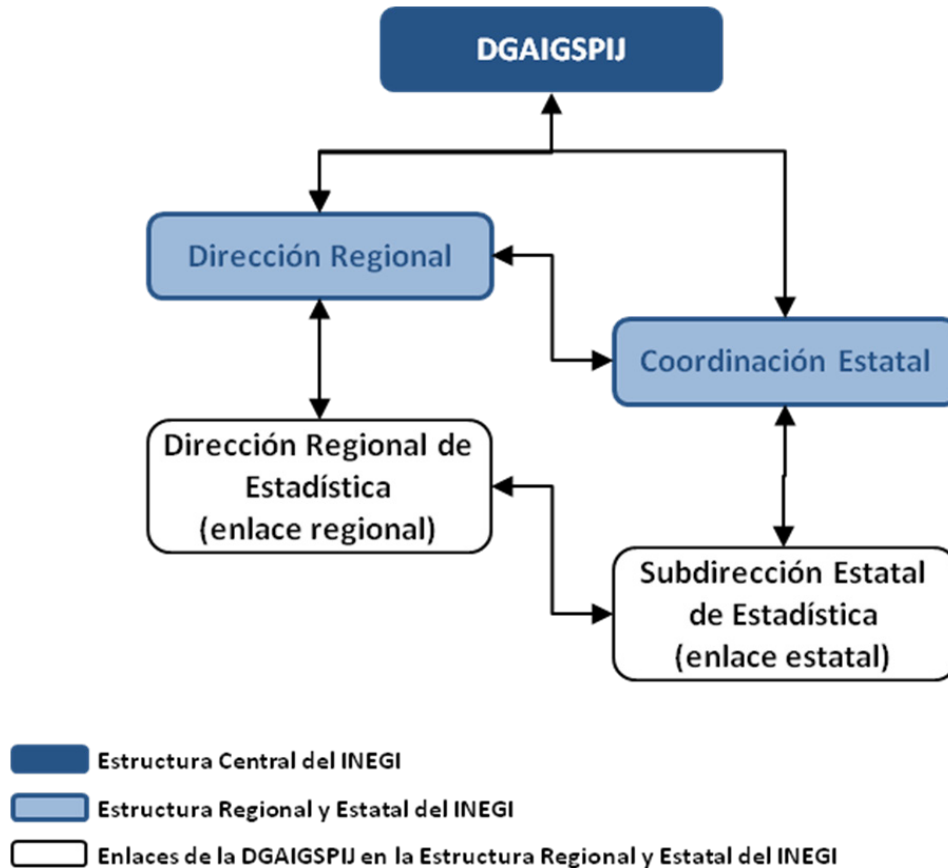 DGAIGSPIJ
Dirección Regional
Coordinación Estatal
Dirección Regional de
Estadística
(enlace regional)
Subdirección Estatal
de Estadística
(enlace estatal)
Estructura Central del INEGI
Estructura Regional y Estatal del INEGI
Enlaces de la DGAIGSPIJ en la Estructura Regional y Estatal del INEGI